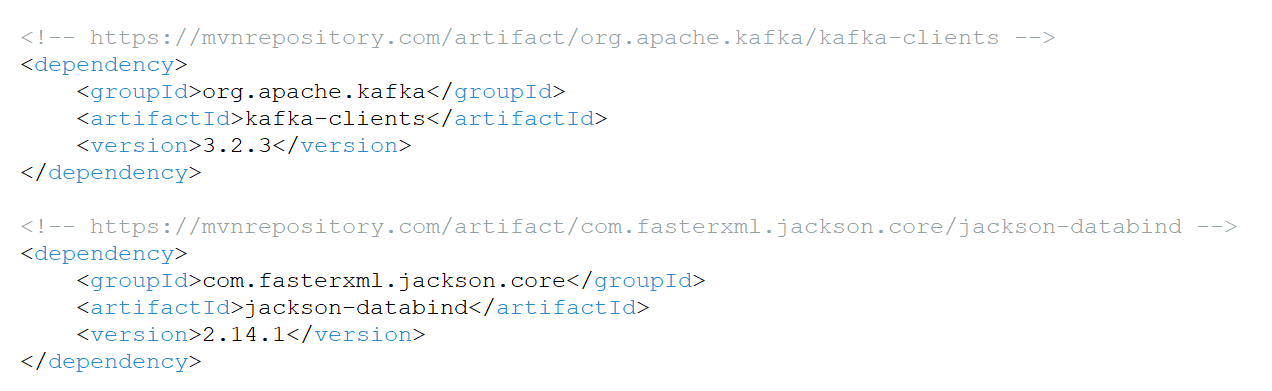 <!-- https://mvnrepository.com/artifact/org.apache.kafka/kafka-clients -->
<dependency>
    <groupId>org.apache.kafka</groupId>
    <artifactId>kafka-clients</artifactId>
    <version>3.2.3</version>
</dependency>

<!-- https://mvnrepository.com/artifact/com.fasterxml.jackson.core/jackson-databind -->
<dependency>
    <groupId>com.fasterxml.jackson.core</groupId>
    <artifactId>jackson-databind</artifactId>
    <version>2.14.1</version>
</dependency>